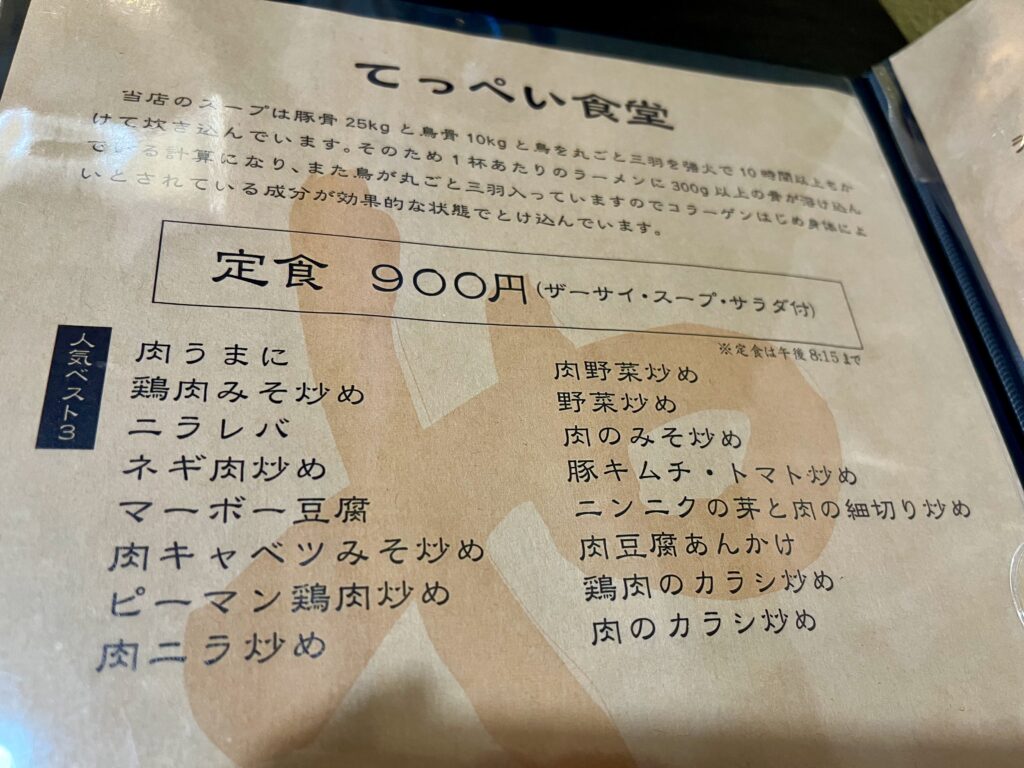 てっぺい食堂
当店のスープは豚骨25kgと鳥骨10kgと鳥を丸ごと三羽を強火で10時間以上もか
けて炊き込んでいます。そのため1杯あたりのラーメンに300g以上の骨が溶け込ん
でいる計算になり、また鳥が丸ごと三羽入っていますのでコラーゲンはじめ身体によ
いとされている成分が効果的な状態でとけ込んでいます。
定食 900円(ザーサイ・スープ・サラダ付)
※定食は午後8:15まで
人気ベスト3
肉うまに
鶏肉みそ炒め
ニラレバ
ネギ肉炒め
マーボー豆腐
肉キャベツみそ炒め
ピーマン鶏肉炒め
肉ニラ炒め
肉野菜炒め
野菜炒め
肉のみそ炒め
豚キムチ・トマト炒め
ニンニクの芽と肉の細切り炒め
肉豆腐あんかけ
鶏肉のカラシ炒め
肉のカラシ炒め